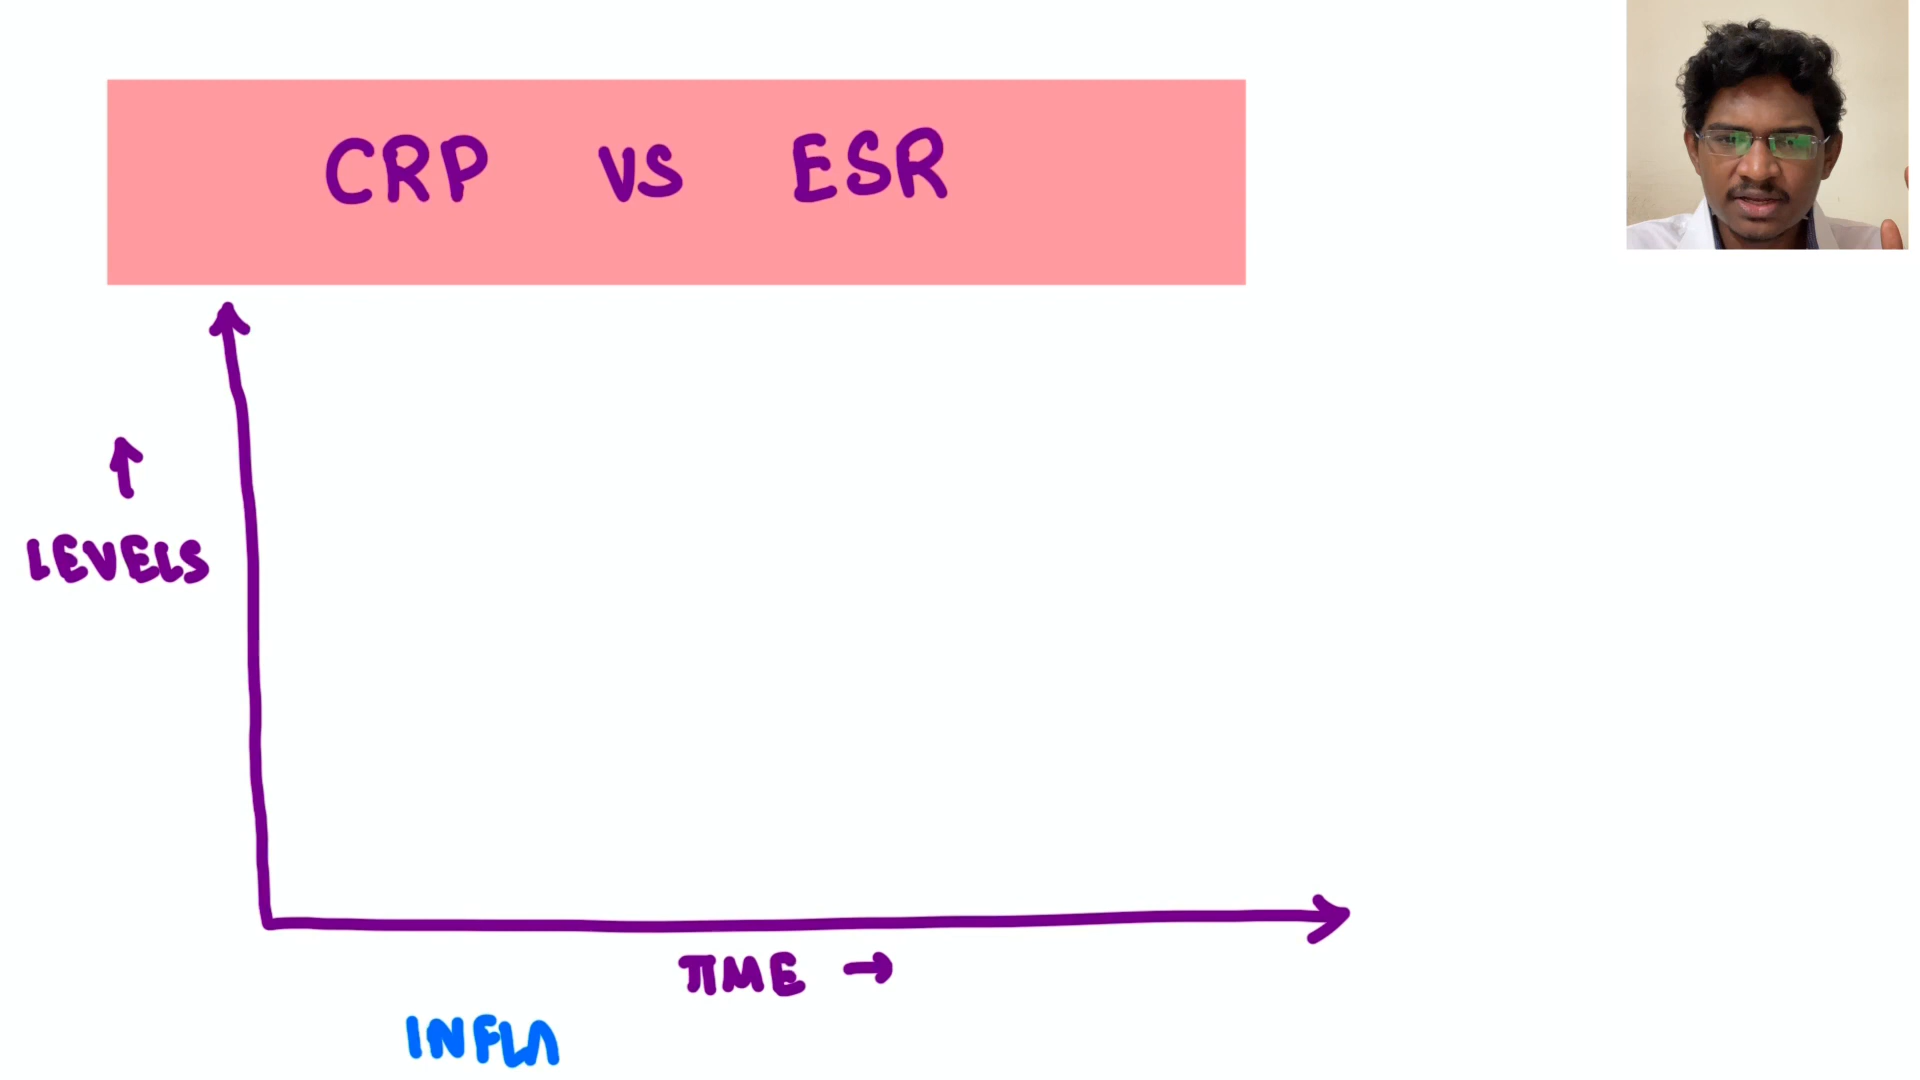 CRP VS ESR
↑
LEVELS
TIME →
INFLA